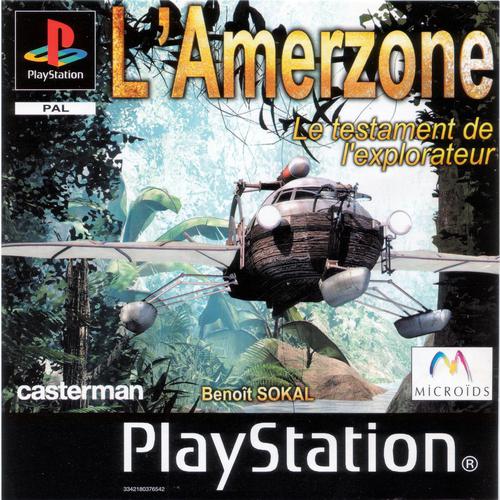 PlayStation
PAL
L'Amerzone
Le testament de
l'explorateur
casterman
Benoît SOKAL
MiCROÏDS
PlayStation®
3342180376542